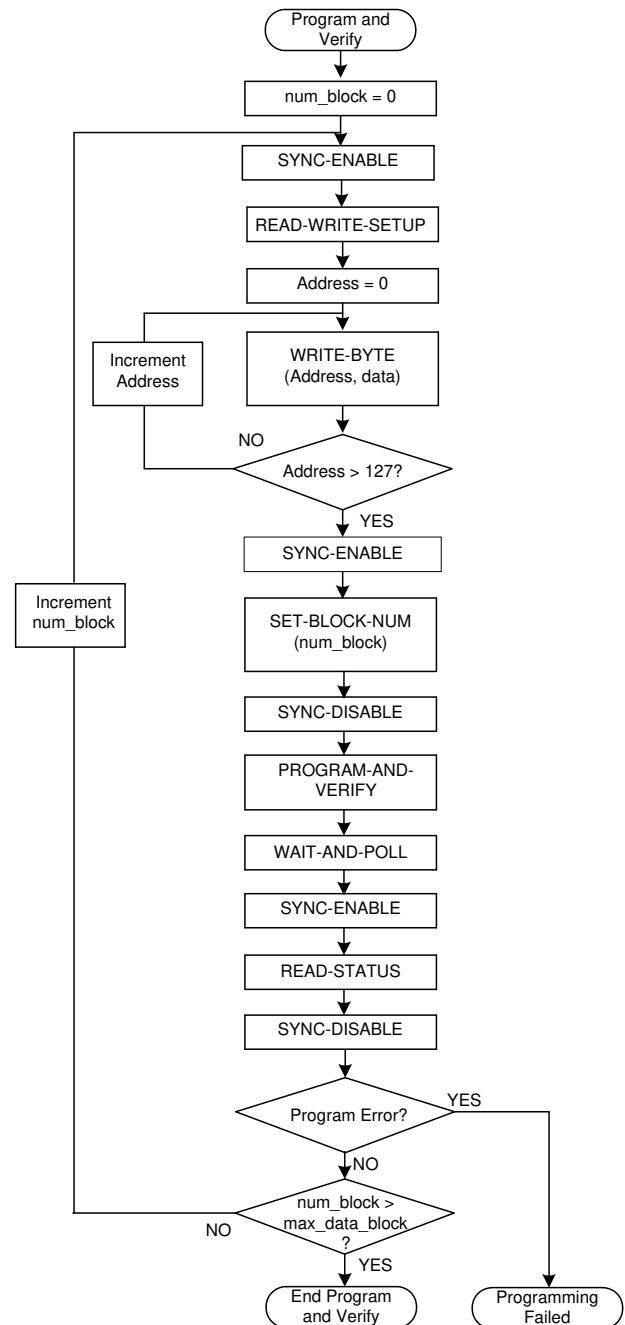 Program and
Verify
num_block = 0
SYNC-ENABLE
READ-WRITE-SETUP
Address = 0
Increment
Address
WRITE-BYTE
(Address, data)
NO
Address > 127?
YES
SYNC-ENABLE
Increment
num_block
SET-BLOCK-NUM
(num_block)
SYNC-DISABLE
PROGRAM-AND-
VERIFY
WAIT-AND-POLL
SYNC-ENABLE
READ-STATUS
SYNC-DISABLE
Program Error?
YES
NO
num_block >
max_data_block
?
NO
YES
End Program
and Verify
Programming
Failed